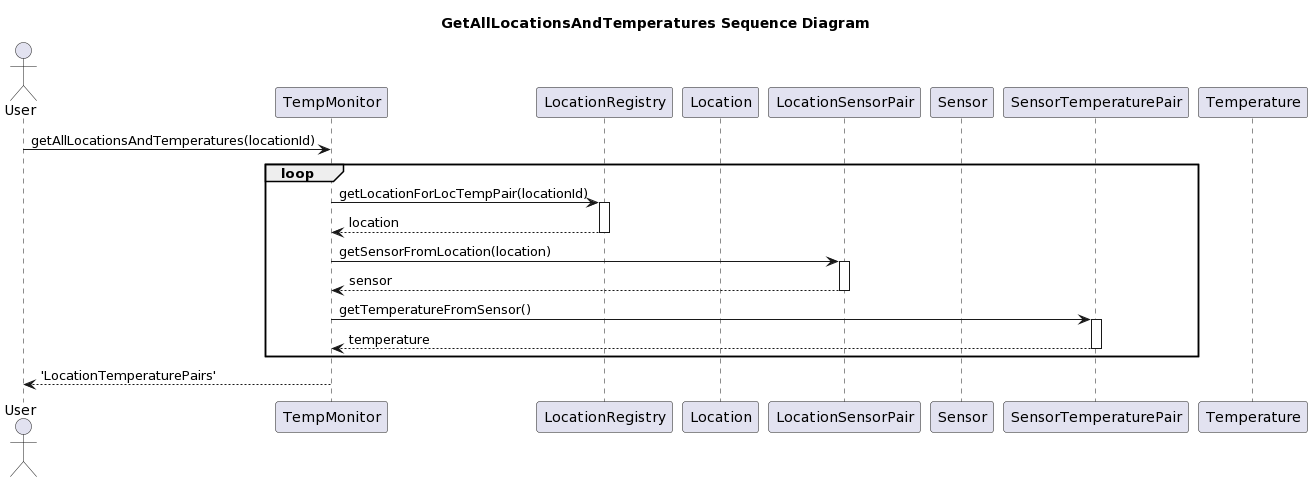 GetAllLocationsAndTemperatures Sequence Diagram
User
TempMonitor
LocationRegistry
Location
LocationSensorPair
Sensor
SensorTemperaturePair
Temperature
getAllLocationsAndTemperatures(locationId)
loop
getLocationForLocTempPair(locationId)
location
getSensorFromLocation(location)
sensor
getTemperatureFromSensor()
temperature
'LocationTemperaturePairs'
User
TempMonitor
LocationRegistry
Location
LocationSensorPair
Sensor
SensorTemperaturePair
Temperature